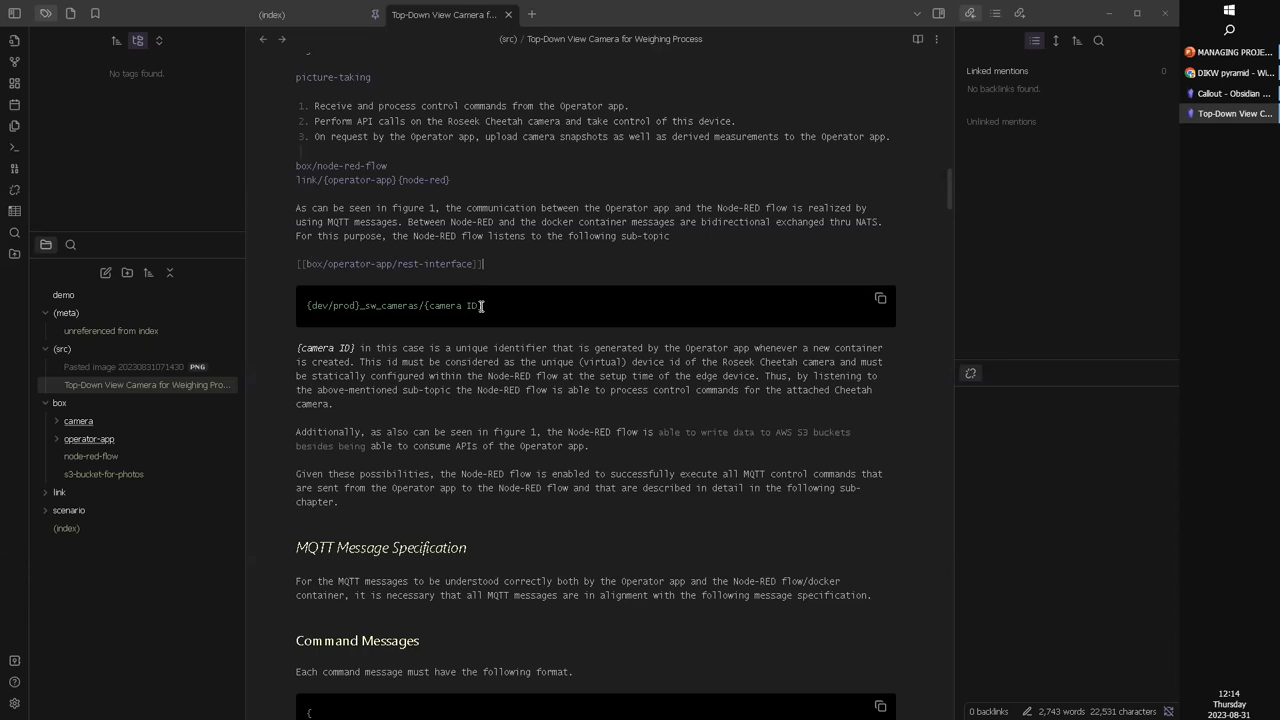 (index)
Top-Down View Camera f...
(src) / Top-Down View Camera for Weighing Process
No tags found.
demo
(meta)
unreferenced from index
(src)
Pasted image 20230831071430 PNG
Top-Down View Camera for Weighing Pro...
box
camera
operator-app
node-red-flow
s3-bucket-for-photos
link
scenario
(index)
picture-taking
1. Receive and process control commands from the Operator app.
2. Perform API calls on the Roseek Cheetah camera and take control of this device.
3. On request by the Operator app, upload camera snapshots as well as derived measurements to the Operator app.
box/node-red-flow
link/{operator-app}{node-red}
As can be seen in figure 1, the communication between the Operator app and the Node-RED flow is realized by
using MQTT messages. Between Node-RED and the docker container messages are bidirectional exchanged thru NATS.
For this purpose, the Node-RED flow listens to the following sub-topic
[[box/operator-app/rest-interface]]
{dev/prod}_sw_cameras/{camera ID}
{camera ID} in this case is a unique identifier that is generated by the Operator app whenever a new container
is created. This id must be considered as the unique (virtual) device id of the Roseek Cheetah camera and must
be statically configured within the Node-RED flow at the setup time of the edge device. Thus, by listening to
the above-mentioned sub-topic the Node-RED flow is able to process control commands for the attached Cheetah
camera.
Additionally, as also can be seen in figure 1, the Node-RED flow is able to write data to AWS S3 buckets
besides being able to consume APIs of the Operator app.
Given these possibilities, the Node-RED flow is enabled to successfully execute all MQTT control commands that
are sent from the Operator app to the Node-RED flow and that are described in detail in the following sub-
chapter.
MQTT Message Specification
For the MQTT messages to be understood correctly both by the Operator app and the Node-RED flow/docker
container, it is necessary that all MQTT messages are in alignment with the following message specification.
Command Messages
Each command message must have the following format.
{
Linked mentions 0
No backlinks found.
Unlinked mentions
0 backlinks 2,743 words 22,531 characters
MANAGING PROJE...
DIKW pyramid - Wi...
Callout - Obsidian ...
Top-Down View C...
12:14
Thursday
2023-08-31